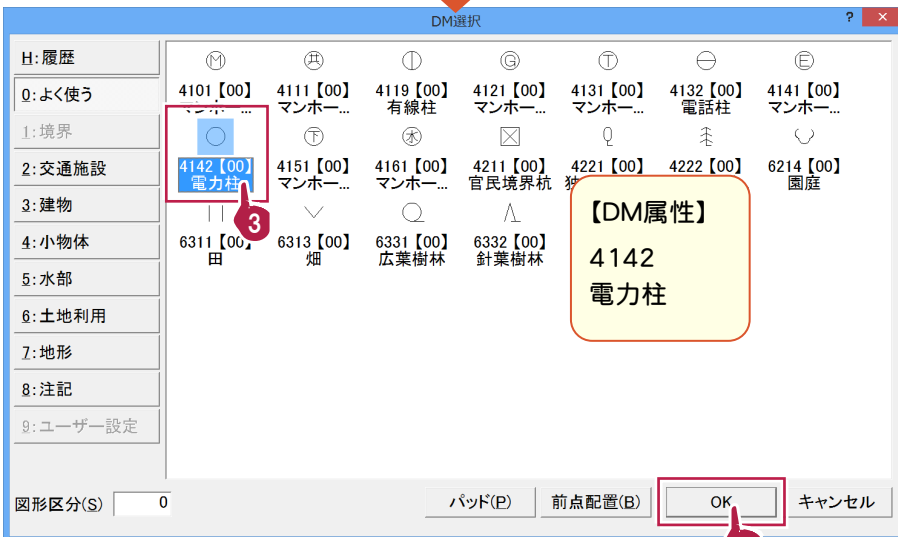 DM選択
? ×
H:履歴
0:よく使う
1:境界
2:交通施設
3:建物
4:小物体
5:水部
6:土地利用
7:地形
8:注記
9:ユーザー設定
M 共 G T E
4101【00】 4111【00】 4119【00】 4121【00】 4131【00】 4132【00】 4141【00】
マンホー... マンホー... 有線柱 マンホー... マンホー... 電話柱 マンホー...
下 水
4142【00】 4151【00】 4161【00】 4211【00】 4221【00】 4222【00】 6214【00】
電力柱 マンホー... マンホー... 官民境界杭 独 園庭
3
6311【00】 6313【00】 6331【00】 6332【00】
田 畑 広葉樹林 針葉樹林
【DM属性】
4142
電力柱
図形区分(S) 0 パッド(P) 前点配置(B) OK キャンセル